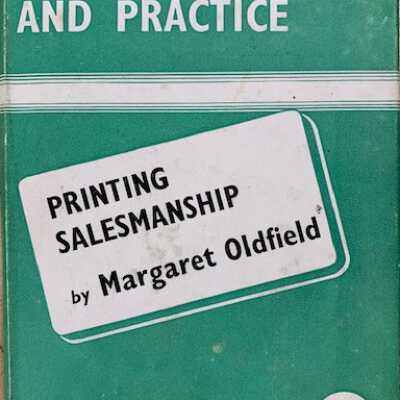 AND PRACTICE
PRINTING
SALESMANSHIP
by Margaret Oldfield